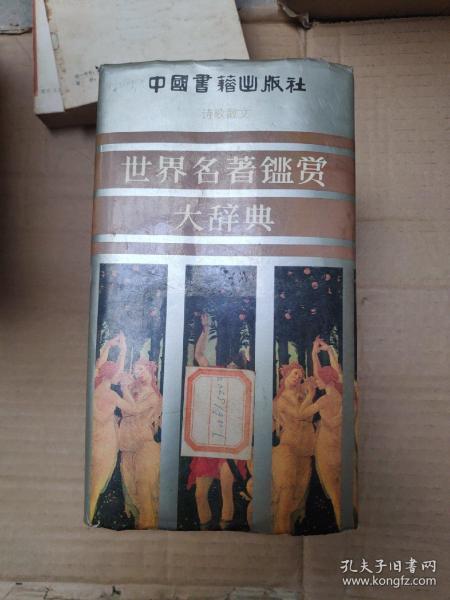 中國書籍出版社
诗歌散文
世界名著鑑赏
大辞典
孔夫子旧书网
www.kongfz.com